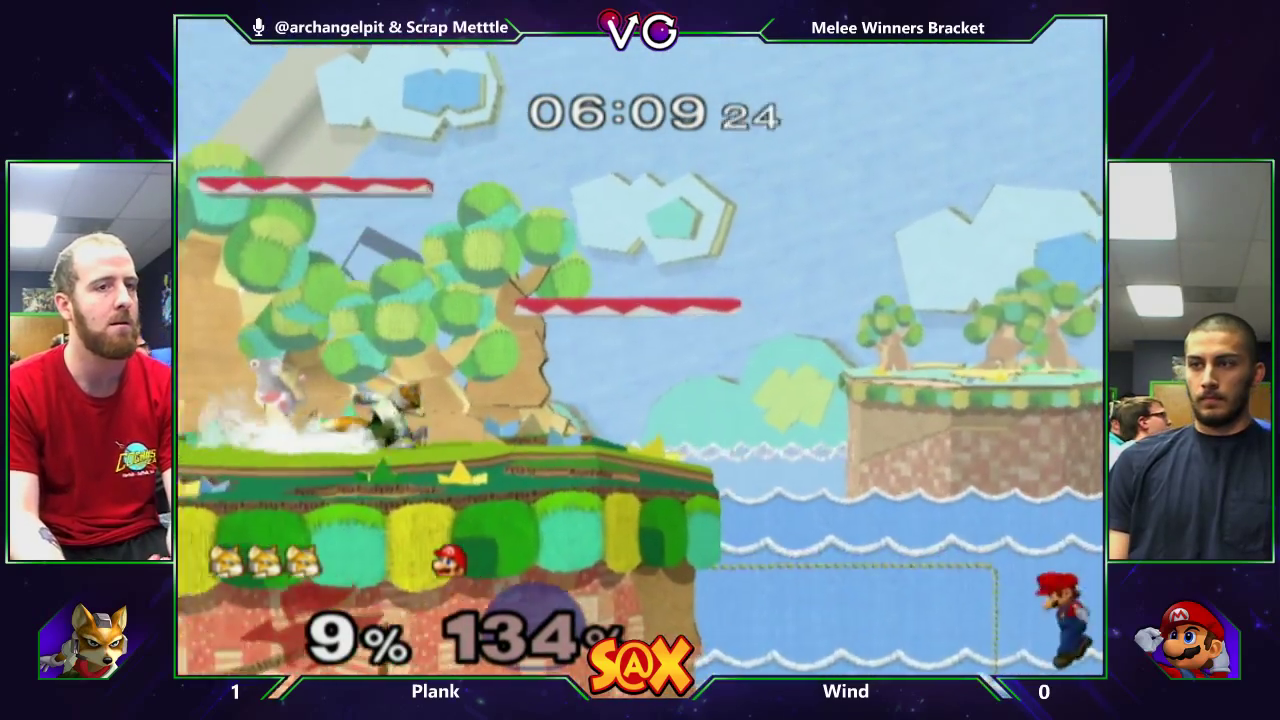 @archangelpit & Scrap Metttle
VG
Melee Winners Bracket
06:09 24
9% 134%
S@X
1
Plank
Wind
0